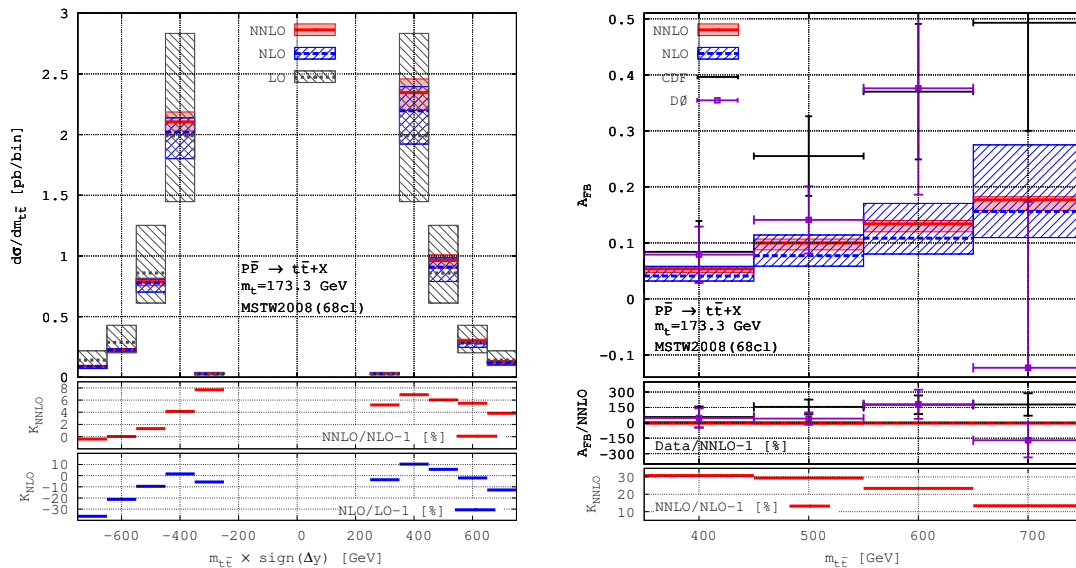 3
2.5
2
1.5
1
0.5
0
dσ/dm_tt̄ [pb/bin]
NNLO
NLO
LO
PP̄ → tt̄+X
m_t=173.3 GeV
MSTW2008(68cl)
8
6
4
2
0
K_NNLO
NNLO/NLO-1 [%]
10
0
-10
-20
-30
K_NLO
NLO/LO-1 [%]
-600
-400
-200
0
200
400
600
m_tt̄ × sign(Δy) [GeV]
0.5
0.4
0.3
0.2
0.1
0
-0.1
A_FB
NNLO
NLO
CDF
DØ
PP̄ → tt̄+X
m_t=173.3 GeV
MSTW2008(68cl)
300
150
0
-150
-300
A_FB/NNLO
Data/NNLO-1 [%]
30
20
10
K_NNLO
NNLO/NLO-1 [%]
400
500
600
700
m_tt̄ [GeV]